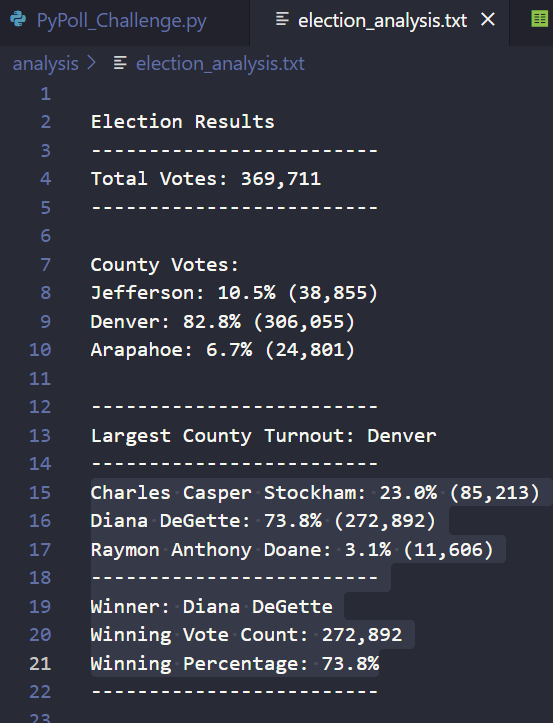 PyPoll_Challenge.py election_analysis.txt
analysis > election_analysis.txt
1
2 Election Results
3 -------------------------
4 Total Votes: 369,711
5 -------------------------
6
7 County Votes:
8 Jefferson: 10.5% (38,855)
9 Denver: 82.8% (306,055)
10 Arapahoe: 6.7% (24,801)
11
12 -------------------------
13 Largest County Turnout: Denver
14 -------------------------
15 Charles Casper Stockham: 23.0% (85,213)
16 Diana DeGette: 73.8% (272,892)
17 Raymon Anthony Doane: 3.1% (11,606)
18 -------------------------
19 Winner: Diana DeGette
20 Winning Vote Count: 272,892
21 Winning Percentage: 73.8%
22 -------------------------
23